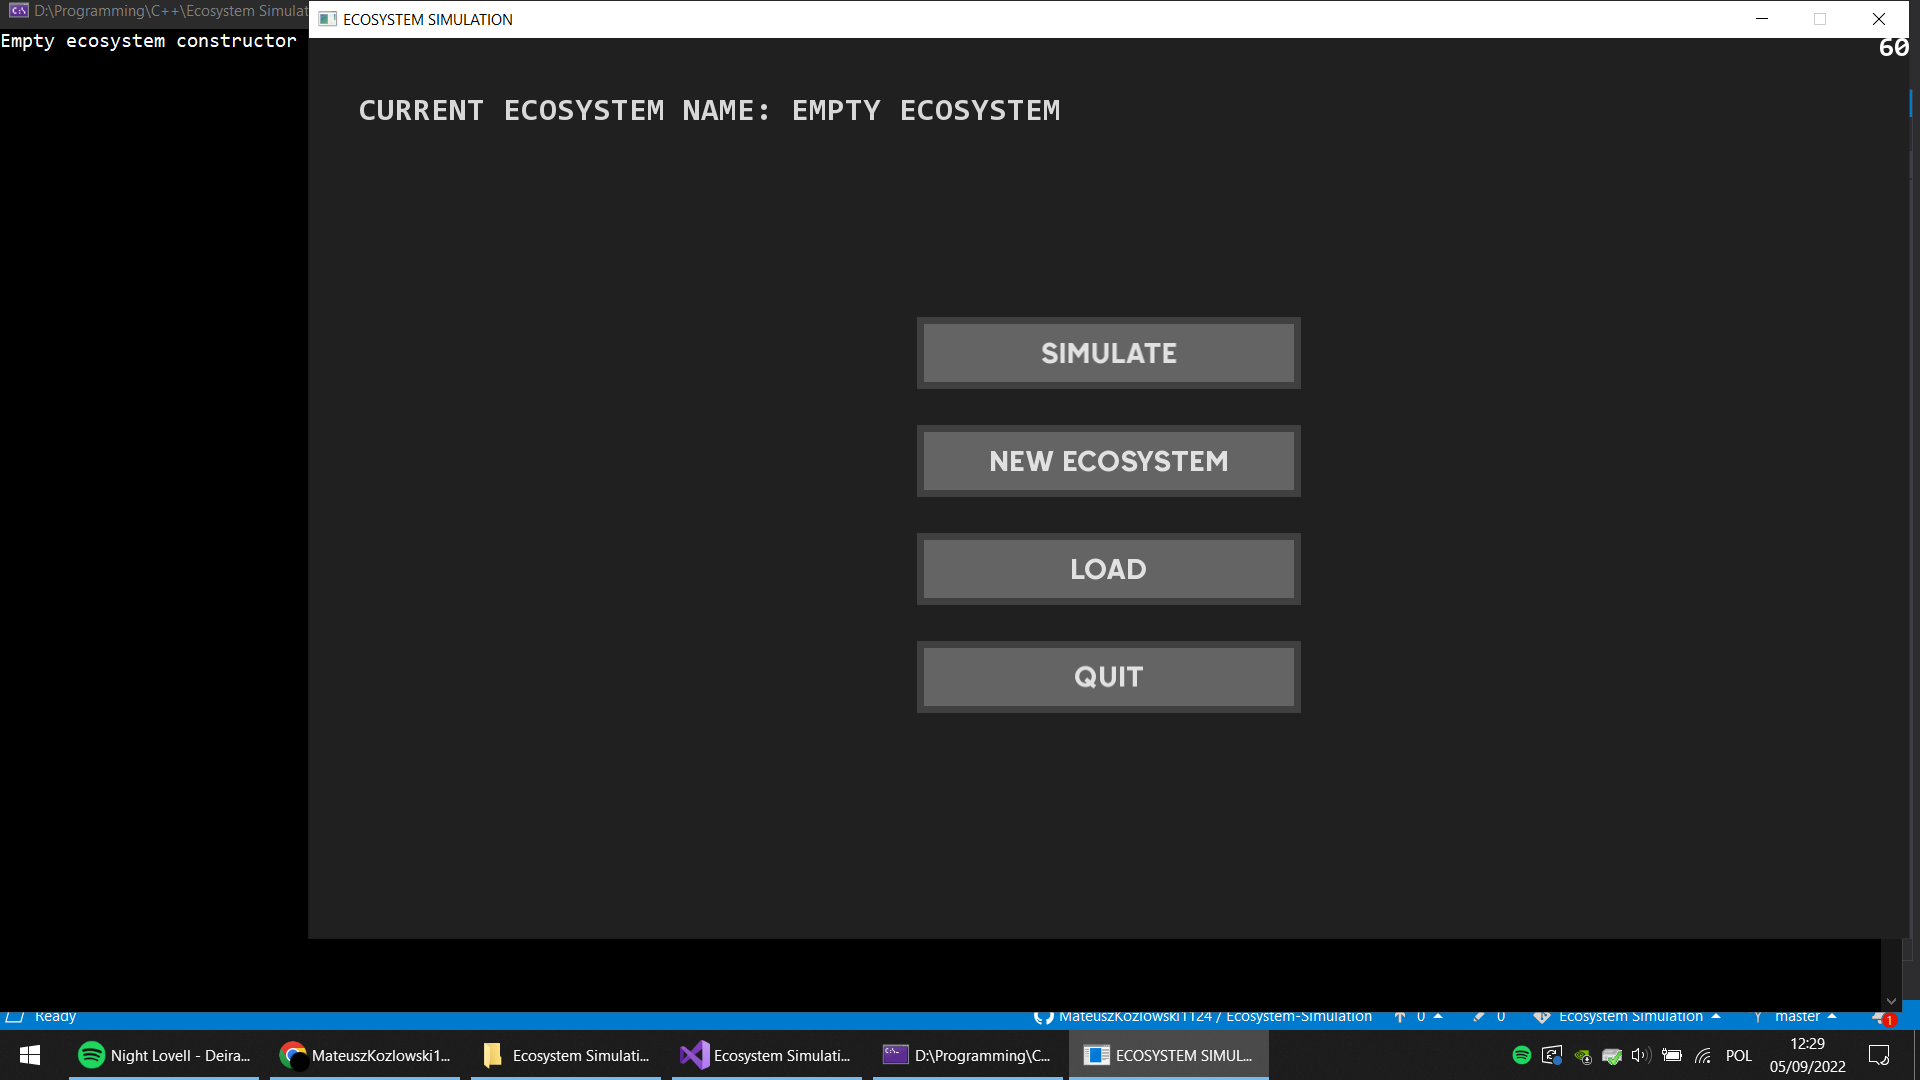 D:\Programming\C++\Ecosystem Simulat
ECOSYSTEM SIMULATION
Empty ecosystem constructor
60
CURRENT ECOSYSTEM NAME: EMPTY ECOSYSTEM
SIMULATE
NEW ECOSYSTEM
LOAD
QUIT
Ready
MateuszKozlowski1124 / Ecosystem-Simulation
0
0
Ecosystem Simulation
master
1
Night Lovell - Deira...
MateuszKozlowski1...
Ecosystem Simulati...
Ecosystem Simulati...
D:\Programming\C...
ECOSYSTEM SIMUL...
POL
12:29
05/09/2022